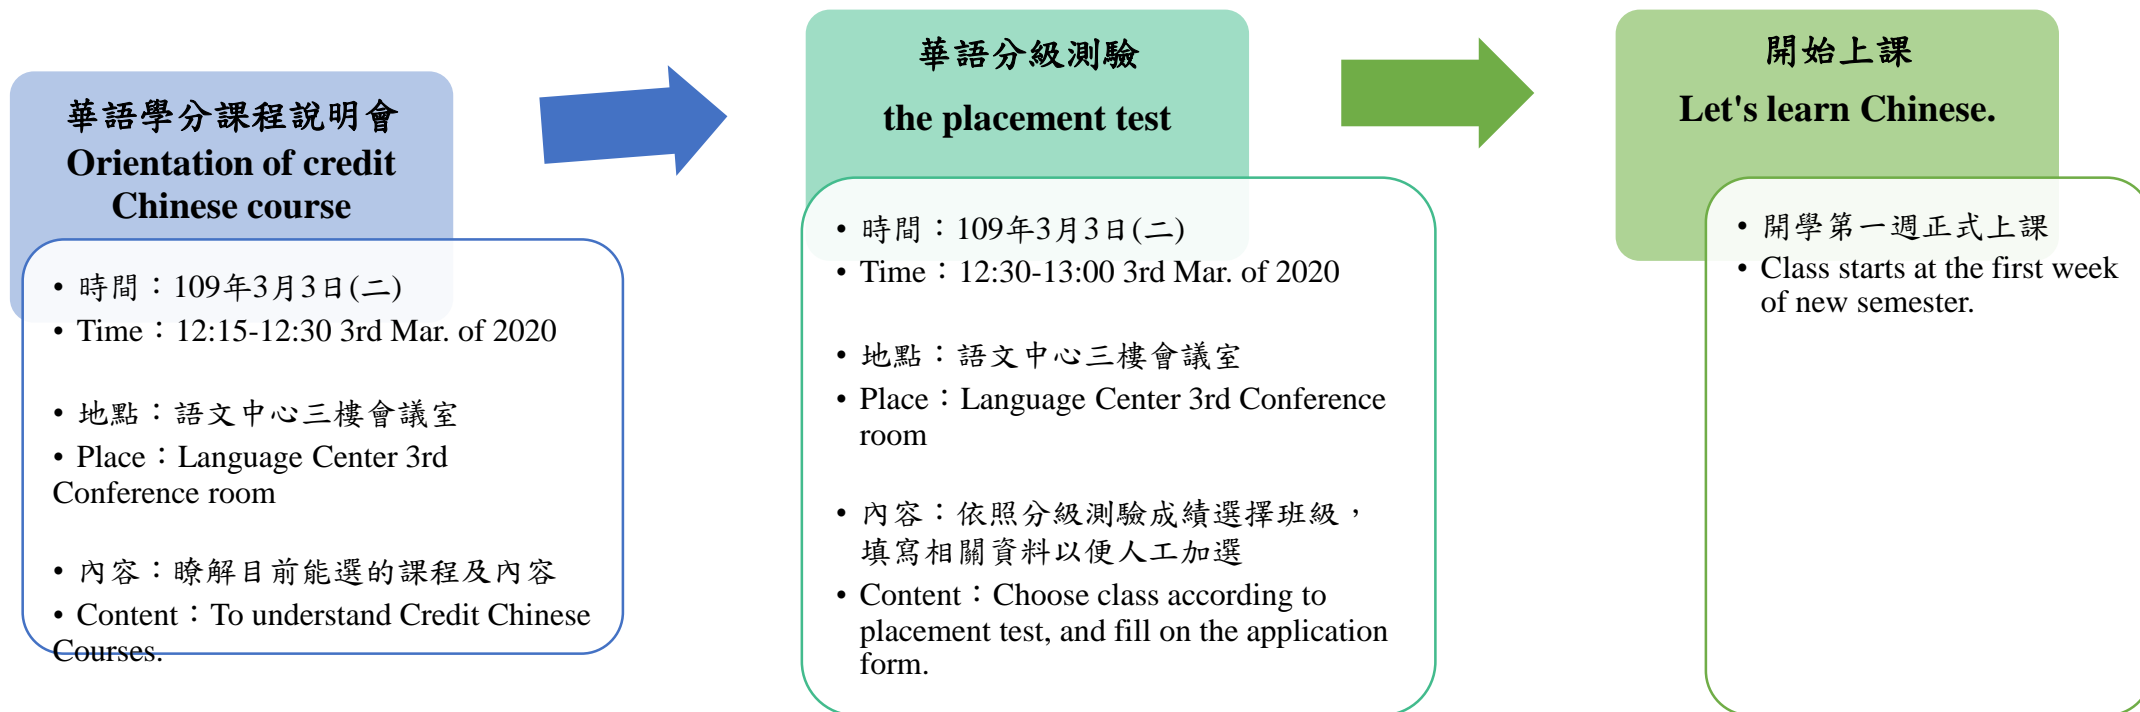 華語學分課程說明會
Orientation of credit
Chinese course
• 時間：109年3月3日(二)
• Time：12:15-12:30 3rd Mar. of 2020
• 地點：語文中心三樓會議室
• Place：Language Center 3rd
Conference room
• 內容：瞭解目前能選的課程及內容
• Content：To understand Credit Chinese
Courses.
華語分級測驗
the placement test
• 時間：109年3月3日(二)
• Time：12:30-13:00 3rd Mar. of 2020
• 地點：語文中心三樓會議室
• Place：Language Center 3rd Conference
room
• 內容：依照分級測驗成績選擇班級，
填寫相關資料以便人工加選
• Content：Choose class according to
placement test, and fill on the application
form.
開始上課
Let's learn Chinese.
• 開學第一週正式上課
• Class starts at the first week
of new semester.